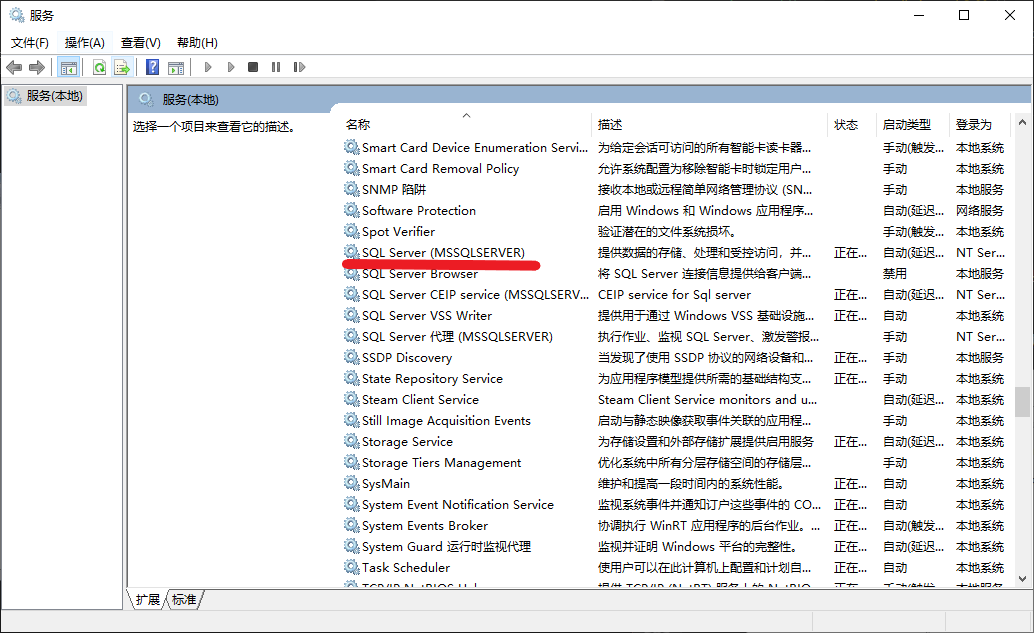 服务
文件(F) 操作(A) 查看(V) 帮助(H)
服务(本地)
服务(本地)
选择一个项目来查看它的描述。
名称 描述 状态 启动类型 登录为
Smart Card Device Enumeration Servi... 为给定会话可访问的所有智能卡读卡器... 手动(触发... 本地系统
Smart Card Removal Policy 允许系统配置为移除智能卡时锁定用户... 手动 本地系统
SNMP 陷阱 接收本地或远程简单网络管理协议 (SN... 手动 本地服务
Software Protection 启用 Windows 和 Windows 应用程序... 自动(延迟... 网络服务
Spot Verifier 验证潜在的文件系统损坏。 手动(触发... 本地系统
SQL Server (MSSQLSERVER) 提供数据的存储、处理和受控访问，并... 正在... 自动(延迟... NT Ser...
SQL Server Browser 将 SQL Server 连接信息提供给客户端... 禁用 本地服务
SQL Server CEIP service (MSSQLSERV... CEIP service for Sql server 正在... 自动(延迟... NT Ser...
SQL Server VSS Writer 提供用于通过 Windows VSS 基础设施... 正在... 自动 本地系统
SQL Server 代理 (MSSQLSERVER) 执行作业、监视 SQL Server、激发警报... 手动 NT Ser...
SSDP Discovery 当发现了使用 SSDP 协议的网络设备和... 正在... 手动 本地服务
State Repository Service 为应用程序模型提供所需的基础结构支... 正在... 手动 本地系统
Steam Client Service Steam Client Service monitors and u... 自动(延迟... 本地系统
Still Image Acquisition Events 启动与静态映像获取事件关联的应用程... 手动 本地系统
Storage Service 为存储设置和外部存储扩展提供启用服务 正在... 自动(延迟... 本地系统
Storage Tiers Management 优化系统中所有分层存储空间的存储层... 手动 本地系统
SysMain 维护和提高一段时间内的系统性能。 正在... 自动 本地系统
System Event Notification Service 监视系统事件并通知订户这些事件的 CO... 正在... 自动 本地系统
System Events Broker 协调执行 WinRT 应用程序的后台作业。... 正在... 自动(触发... 本地系统
System Guard 运行时监视代理 监视并证明 Windows 平台的完整性。 正在... 自动(延迟... 本地系统
Task Scheduler 使用户可以在此计算机上配置和计划自... 正在... 自动 本地系统
扩展 标准